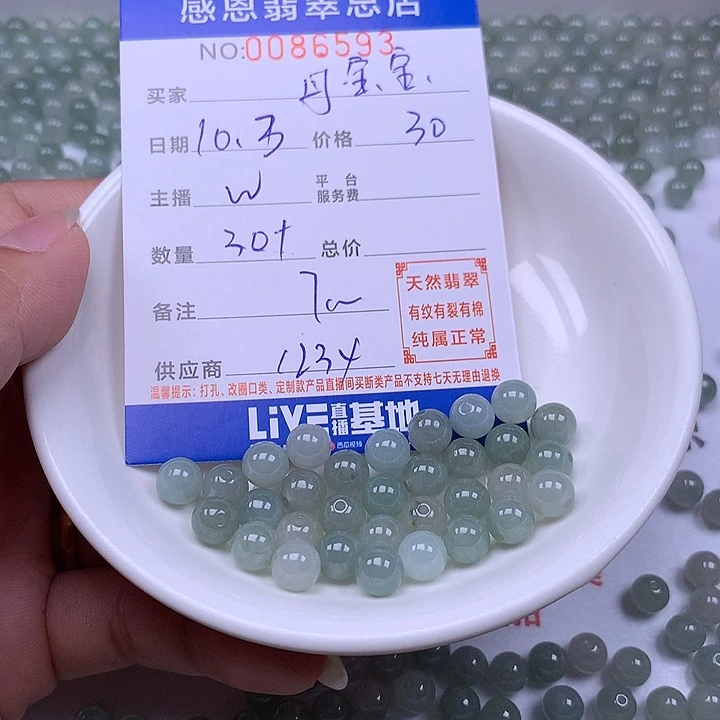 感恩翡翠总店
NO:0086593
买家 丹宝宝
日期 10.3 价格 30
主播 W 平台服务费
数量 30+ 总价
备注
供应商 1234
天然翡翠
有纹有裂有棉
纯属正常
温馨提示：打孔、改圈口类、定制款产品直播间买断类产品不支持七天无理由退换
LiVE直播基地
西瓜视频